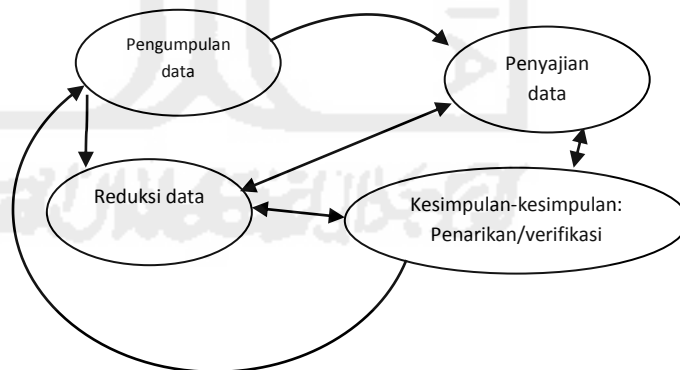 Pengumpulan
data
Penyajian
data
Reduksi data
Kesimpulan-kesimpulan:
Penarikan/verifikasi